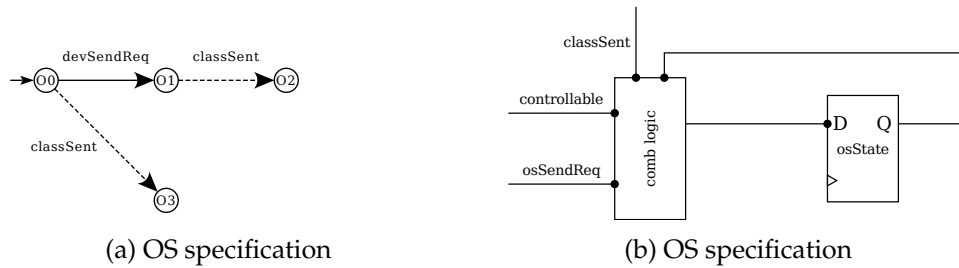 devSendReq
classSent
O0
O1
O2
classSent
O3
(a) OS specification
classSent
controllable
osSendReq
comb logic
D Q
osState
(b) OS specification